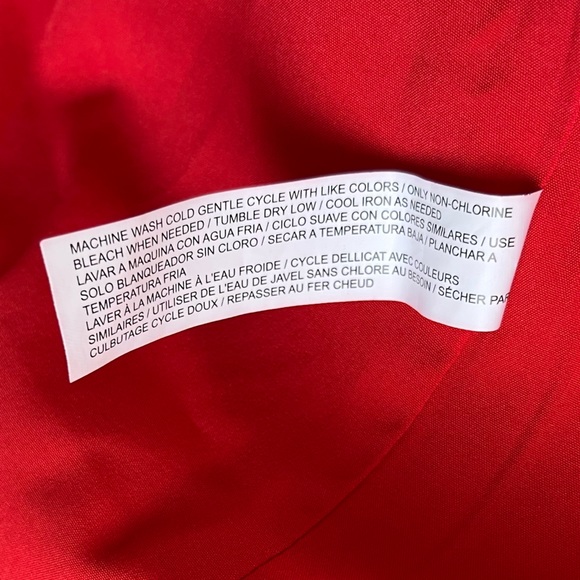 MACHINE WASH COLD GENTLE CYCLE WITH LIKE COLORS / ONLY NON-CHLORINE
BLEACH WHEN NEEDED / TUMBLE DRY LOW / COOL IRON AS NEEDED
LAVAR A MAQUINA CON AGUA FRIA / CICLO SUAVE CON COLORES SIMILARES / USE
SOLO BLANQUEADOR SIN CLORO / SECAR A TEMPERATURA BAJA / PLANCHAR A
TEMPERATURA FRIA
LAVER À LA MACHINE À L'EAU FROIDE / CYCLE DELLICAT AVEC COULEURS
SIMILAIRES / UTILISER DE L'EAU DE JAVEL SANS CHLORE AU BESOIN / SÉCHER PAR
CULBUTAGE CYCLE DOUX / REPASSER AU FER CHEUD